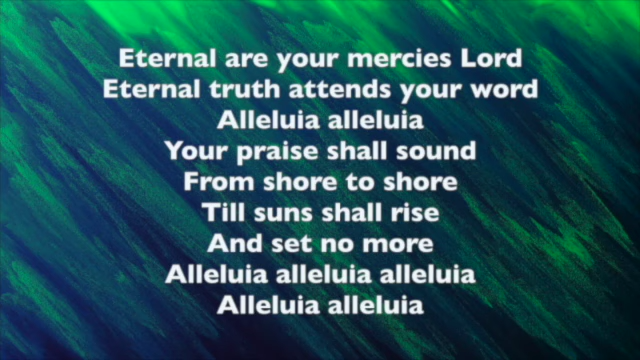 Eternal are your mercies Lord
Eternal truth attends your word
Alleluia alleluia
Your praise shall sound
From shore to shore
Till suns shall rise
And set no more
Alleluia alleluia alleluia
Alleluia alleluia